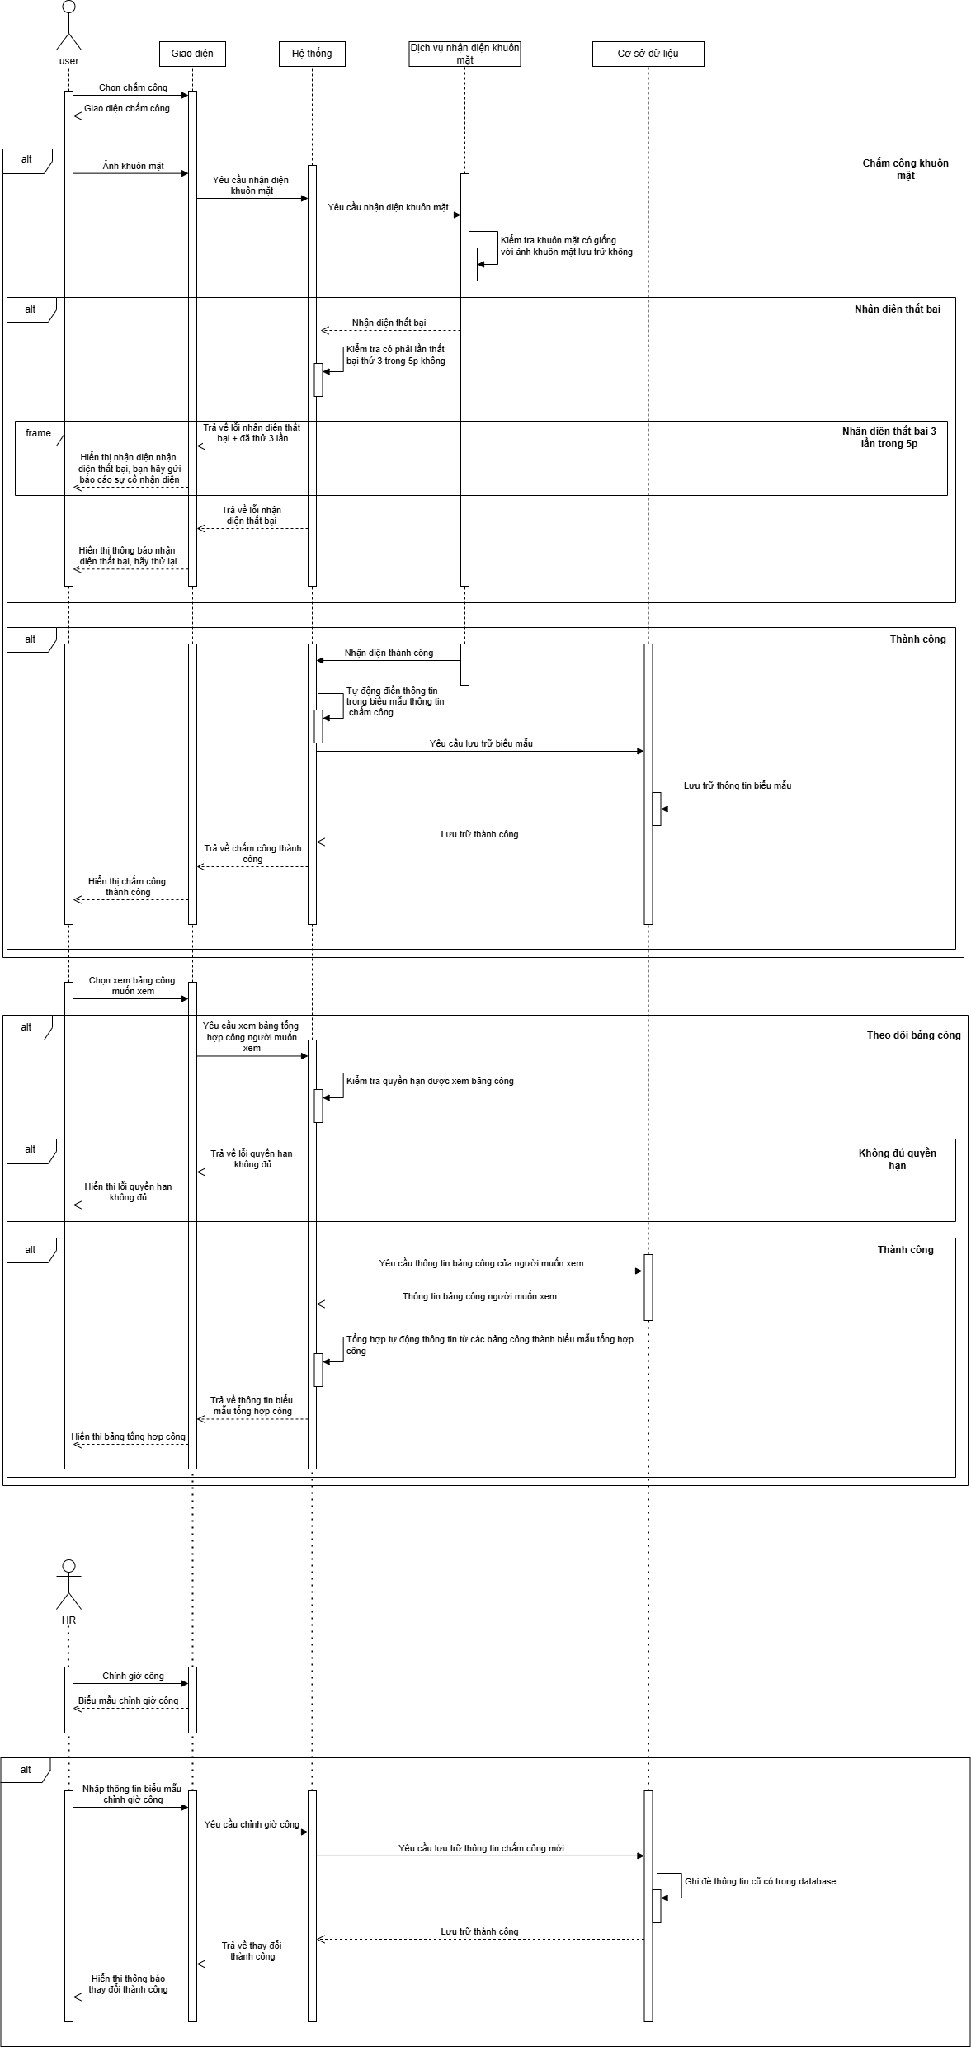 user
Giao diện
Hệ thống
Dịch vụ nhận diện khuôn
mặt
Cơ sở dữ liệu
Chọn chấm công
Giao diện chấm công
alt
Chấm công khuôn
mặt
Ảnh khuôn mặt
Yêu cầu nhận diện
khuôn mặt
Yêu cầu nhận diện khuôn mặt
Kiểm tra khuôn mặt có giống
với ảnh khuôn mặt lưu trữ không
alt
Nhận diện thất bại
Nhận diện thất bại
Kiểm tra có phải lần thất
bại thứ 3 trong 5p không
frame
Nhận diện thất bại 3
lần trong 5p
Trả về lỗi nhận diện thất
bại + đã thử 3 lần
Hiển thị nhận diện nhận
diện thất bại, bạn hãy gửi
báo cáo sự cố nhận diện
Trả về lỗi nhận
diện thất bại
Hiển thị thông báo nhận
diện thất bại, hãy thử lại
alt
Thành công
Nhận diện thành công
Tự động điền thông tin
trong biểu mẫu thông tin
chấm công
Yêu cầu lưu trữ biểu mẫu
Lưu trữ thông tin biểu mẫu
Lưu trữ thành công
Trả về chấm công thành
công
Hiển thị chấm công
thành công
Chọn xem bảng công
muốn xem
alt
Theo dõi bảng công
Yêu cầu xem bảng tổng
hợp công người muốn
xem
Kiểm tra quyền hạn được xem bảng công
alt
Không đủ quyền
hạn
Trả về lỗi quyền hạn
không đủ
Hiển thị lỗi quyền hạn
không đủ
alt
Thành công
Yêu cầu thông tin bảng công của người muốn xem
Thông tin bảng công người muốn xem
Tổng hợp tự động thông tin từ các bảng công thành biểu mẫu tổng hợp
công
Trả về thông tin biểu
mẫu tổng hợp công
Hiển thị bảng tổng hợp công
HR
Chỉnh giờ công
Biểu mẫu chỉnh giờ công
alt
Nhập thông tin biểu mẫu
chỉnh giờ công
Yêu cầu chỉnh giờ công
Yêu cầu lưu trữ thông tin chấm công mới
Ghi đè thông tin cũ có trong database
Lưu trữ thành công
Trả về thay đổi
thành công
Hiển thị thông báo
thay đổi thành công